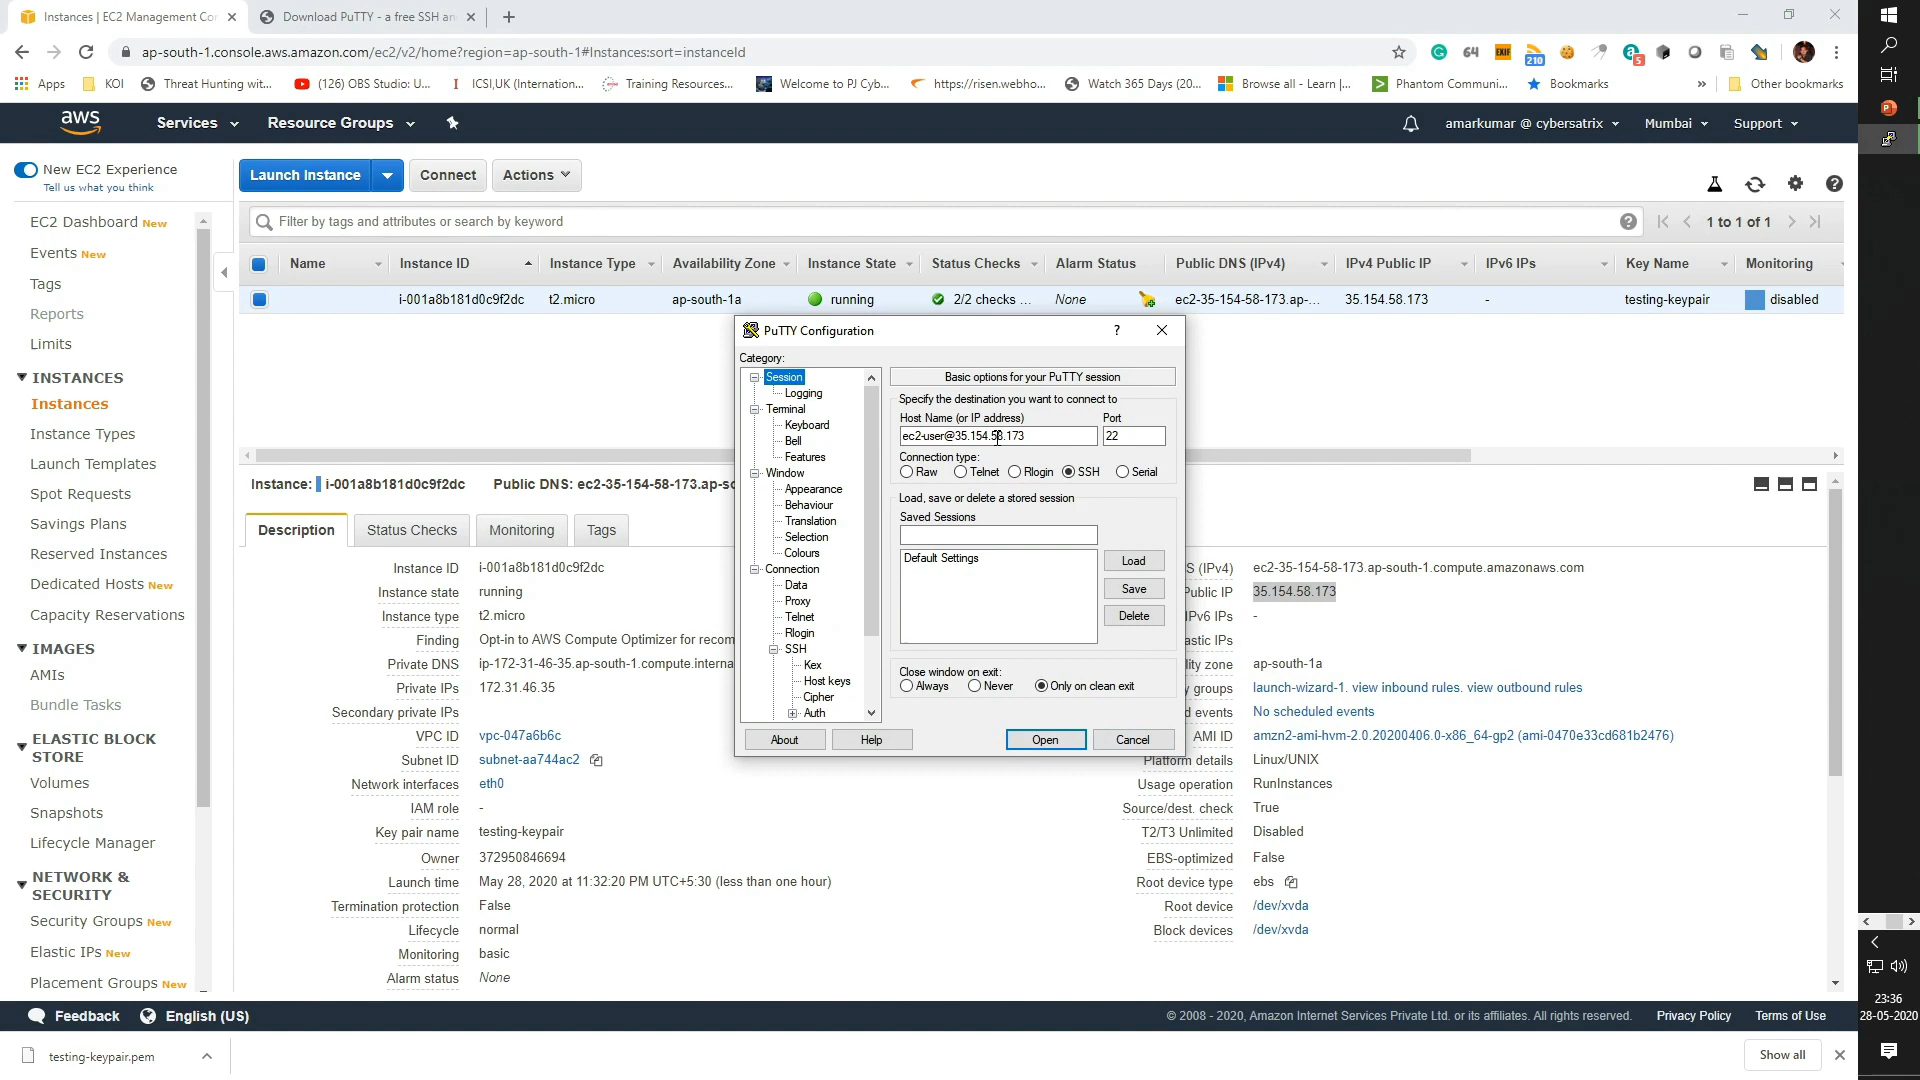 Instances | EC2 Management Con
Download PuTTY - a free SSH an
ap-south-1.console.aws.amazon.com/ec2/v2/home?region=ap-south-1#Instances:sort=instanceId
64
EXIF
210
5
Apps
KOI
Threat Hunting wit...
(126) OBS Studio: U...
ICSI,UK (Internation...
Training Resources...
Welcome to PJ Cyb...
https://risen.webho...
Watch 365 Days (20...
Browse all - Learn |...
Phantom Communi...
Bookmarks
»
Other bookmarks
aws
Services
Resource Groups
amarkumar @ cybersatrix
Mumbai
Support
New EC2 Experience
Tell us what you think
Launch Instance
Connect
Actions
Filter by tags and attributes or search by keyword
1 to 1 of 1
Name
Instance ID
Instance Type
Availability Zone
Instance State
Status Checks
Alarm Status
Public DNS (IPv4)
IPv4 Public IP
IPv6 IPs
Key Name
Monitoring
i-001a8b181d0c9f2dc
t2.micro
ap-south-1a
running
2/2 checks ...
None
ec2-35-154-58-173.ap-...
35.154.58.173
-
testing-keypair
disabled
EC2 Dashboard New
Events New
Tags
Reports
Limits
INSTANCES
Instances
Instance Types
Launch Templates
Spot Requests
Savings Plans
Reserved Instances
Dedicated Hosts New
Capacity Reservations
IMAGES
AMIs
Bundle Tasks
ELASTIC BLOCK
STORE
Volumes
Snapshots
Lifecycle Manager
NETWORK &
SECURITY
Security Groups New
Elastic IPs New
Placement Groups New
PuTTY Configuration
?
Category:
Session
Logging
Terminal
Keyboard
Bell
Features
Window
Appearance
Behaviour
Translation
Selection
Colours
Connection
Data
Proxy
Telnet
Rlogin
SSH
Kex
Host keys
Cipher
Auth
Basic options for your PuTTY session
Specify the destination you want to connect to
Host Name (or IP address)
Port
ec2-user@35.154.58.173
22
Connection type:
Raw
Telnet
Rlogin
SSH
Serial
Load, save or delete a stored session
Saved Sessions
Default Settings
Load
Save
Delete
Close window on exit:
Always
Never
Only on clean exit
About
Help
Open
Cancel
Instance: i-001a8b181d0c9f2dc
Public DNS: ec2-35-154-58-173.ap-so
Description
Status Checks
Monitoring
Tags
Instance ID i-001a8b181d0c9f2dc
Instance state running
Instance type t2.micro
Finding Opt-in to AWS Compute Optimizer for recom
Private DNS ip-172-31-46-35.ap-south-1.compute.interna
Private IPs 172.31.46.35
Secondary private IPs
VPC ID vpc-047a6b6c
Subnet ID subnet-aa744ac2
Network interfaces eth0
IAM role -
Key pair name testing-keypair
Owner 372950846694
Launch time May 28, 2020 at 11:32:20 PM UTC+5:30 (less than one hour)
Termination protection False
Lifecycle normal
Monitoring basic
Alarm status None
S (IPv4) ec2-35-154-58-173.ap-south-1.compute.amazonaws.com
Public IP 35.154.58.173
IPv6 IPs -
astic IPs
ility zone ap-south-1a
y groups launch-wizard-1. view inbound rules. view outbound rules
d events No scheduled events
AMI ID amzn2-ami-hvm-2.0.20200406.0-x86_64-gp2 (ami-0470e33cd681b2476)
Platform details Linux/UNIX
Usage operation RunInstances
Source/dest. check True
T2/T3 Unlimited Disabled
EBS-optimized False
Root device type ebs
Root device /dev/xvda
Block devices /dev/xvda
Feedback
English (US)
© 2008 - 2020, Amazon Internet Services Private Ltd. or its affiliates. All rights reserved.
Privacy Policy
Terms of Use
testing-keypair.pem
Show all
23:36
28-05-2020